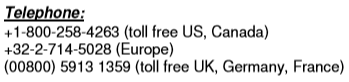 Telephone:
+1-800-258-4263 (toll free US, Canada)
+32-2-714-5028 (Europe)
(00800) 5913 1359 (toll free UK, Germany, France)